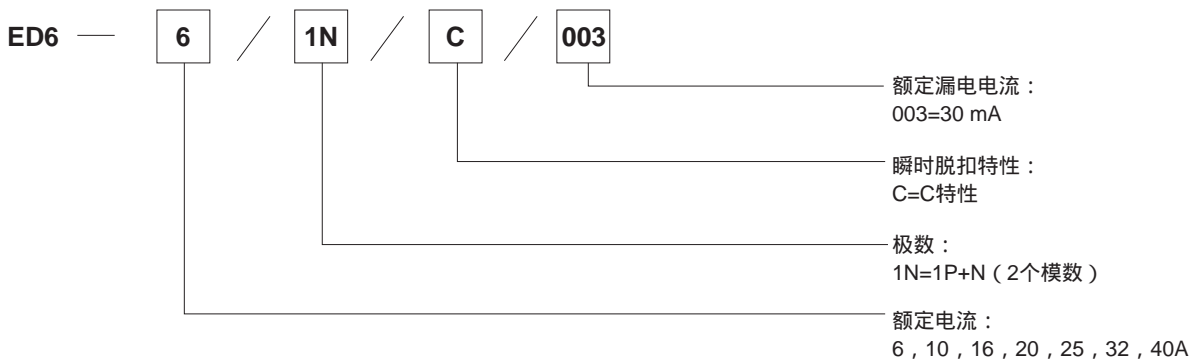 ED6 — 6 / 1N / C / 003
额定漏电电流：
003=30 mA
瞬时脱扣特性：
C=C特性
极数：
1N=1P+N（2个模数）
额定电流：
6，10，16，20，25，32，40A